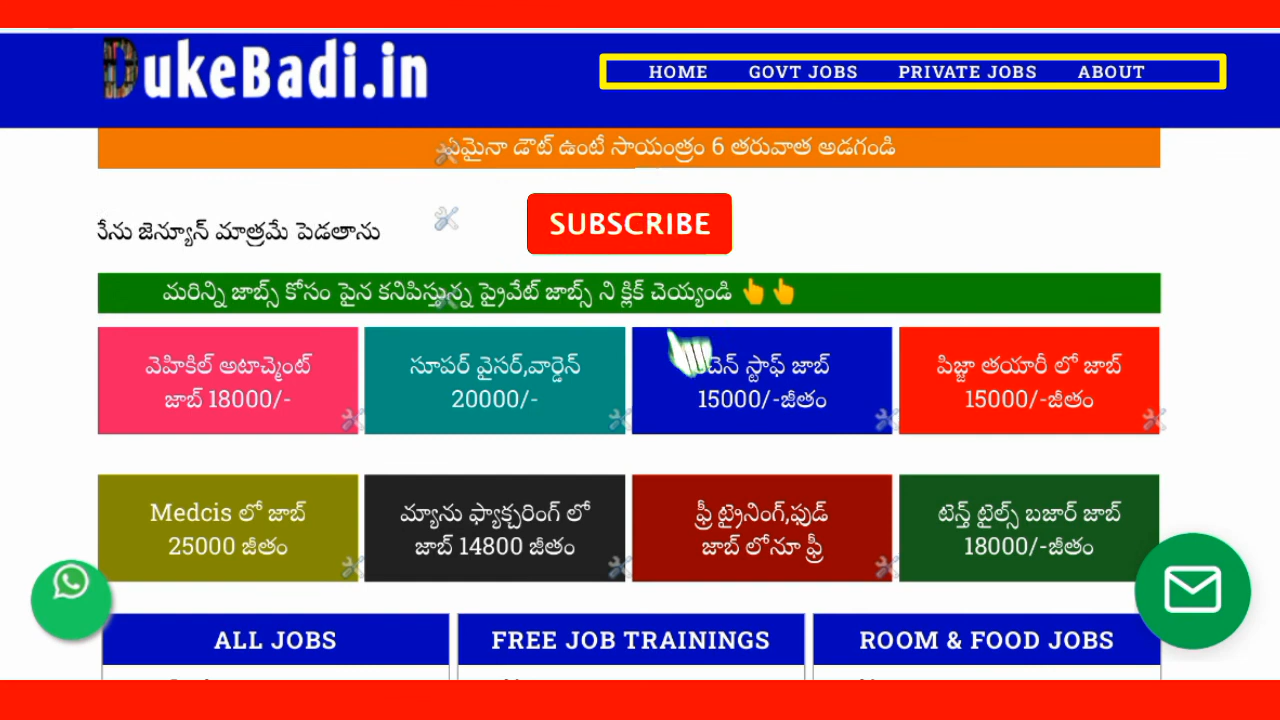 DukeBadi.in
HOME GOVT JOBS PRIVATE JOBS ABOUT
ఏమైనా డౌట్ ఉంటే సాయంత్రం 6 తరువాత అడగండి
నేను జెన్యూన్ మాత్రమే పెడతాను
SUBSCRIBE
మరిన్ని జాబ్స్ కోసం పైన కనిపిస్తున్న ప్రైవేట్ జాబ్స్ ని క్లిక్ చెయ్యండి 👆👆
వెహికిల్ అటాచ్మెంట్
జాబ్ 18000/-
సూపర్ వైసర్,వార్డెన్
20000/-
స్టాఫ్ జాబ్
15000/-జీతం
పిజ్జా తయారీ లో జాబ్
15000/-జీతం
Medcis లో జాబ్
25000 జీతం
మ్యాను ఫ్యాక్చరింగ్ లో
జాబ్ 14800 జీతం
ఫ్రీ ట్రైనింగ్,ఫుడ్
జాబ్ లోనూ ఫ్రీ
టెన్త్ టైల్స్ బజార్ జాబ్
18000/-జీతం
ALL JOBS
FREE JOB TRAININGS
ROOM & FOOD JOBS